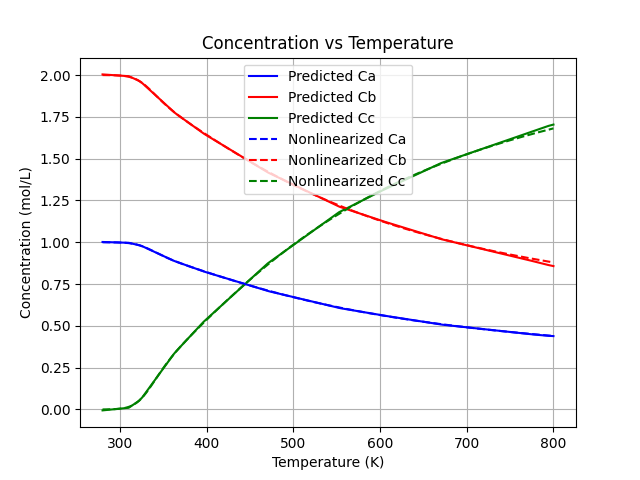 Concentration vs Temperature
Concentration (mol/L)
2.00
1.75
1.50
1.25
1.00
0.75
0.50
0.25
0.00
Predicted Ca
Predicted Cb
Predicted Cc
Nonlinearized Ca
Nonlinearized Cb
Nonlinearized Cc
300 400 500 600 700 800
Temperature (K)